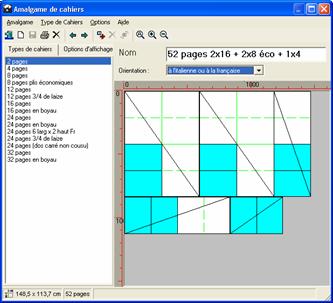 Amalgame de cahiers
Amalgame Type de Cahiers Options Aide
Types de cahiers Options d'affichage
2 pages
4 pages
8 pages
8 pages plis économiques
12 pages
12 pages 3/4 de laize
16 pages
16 pages en boyau
24 pages
24 pages en boyau
24 pages 6 larg x 2 haut Fr
24 pages 3/4 de laize
24 pages (dos carré non cousu)
32 pages
32 pages en boyau
Nom 52 pages 2x16 + 2x8 éco + 1x4
Orientation : à l'italienne ou à la française
0 1000
0
148,5 x 113,7 cm 52 pages